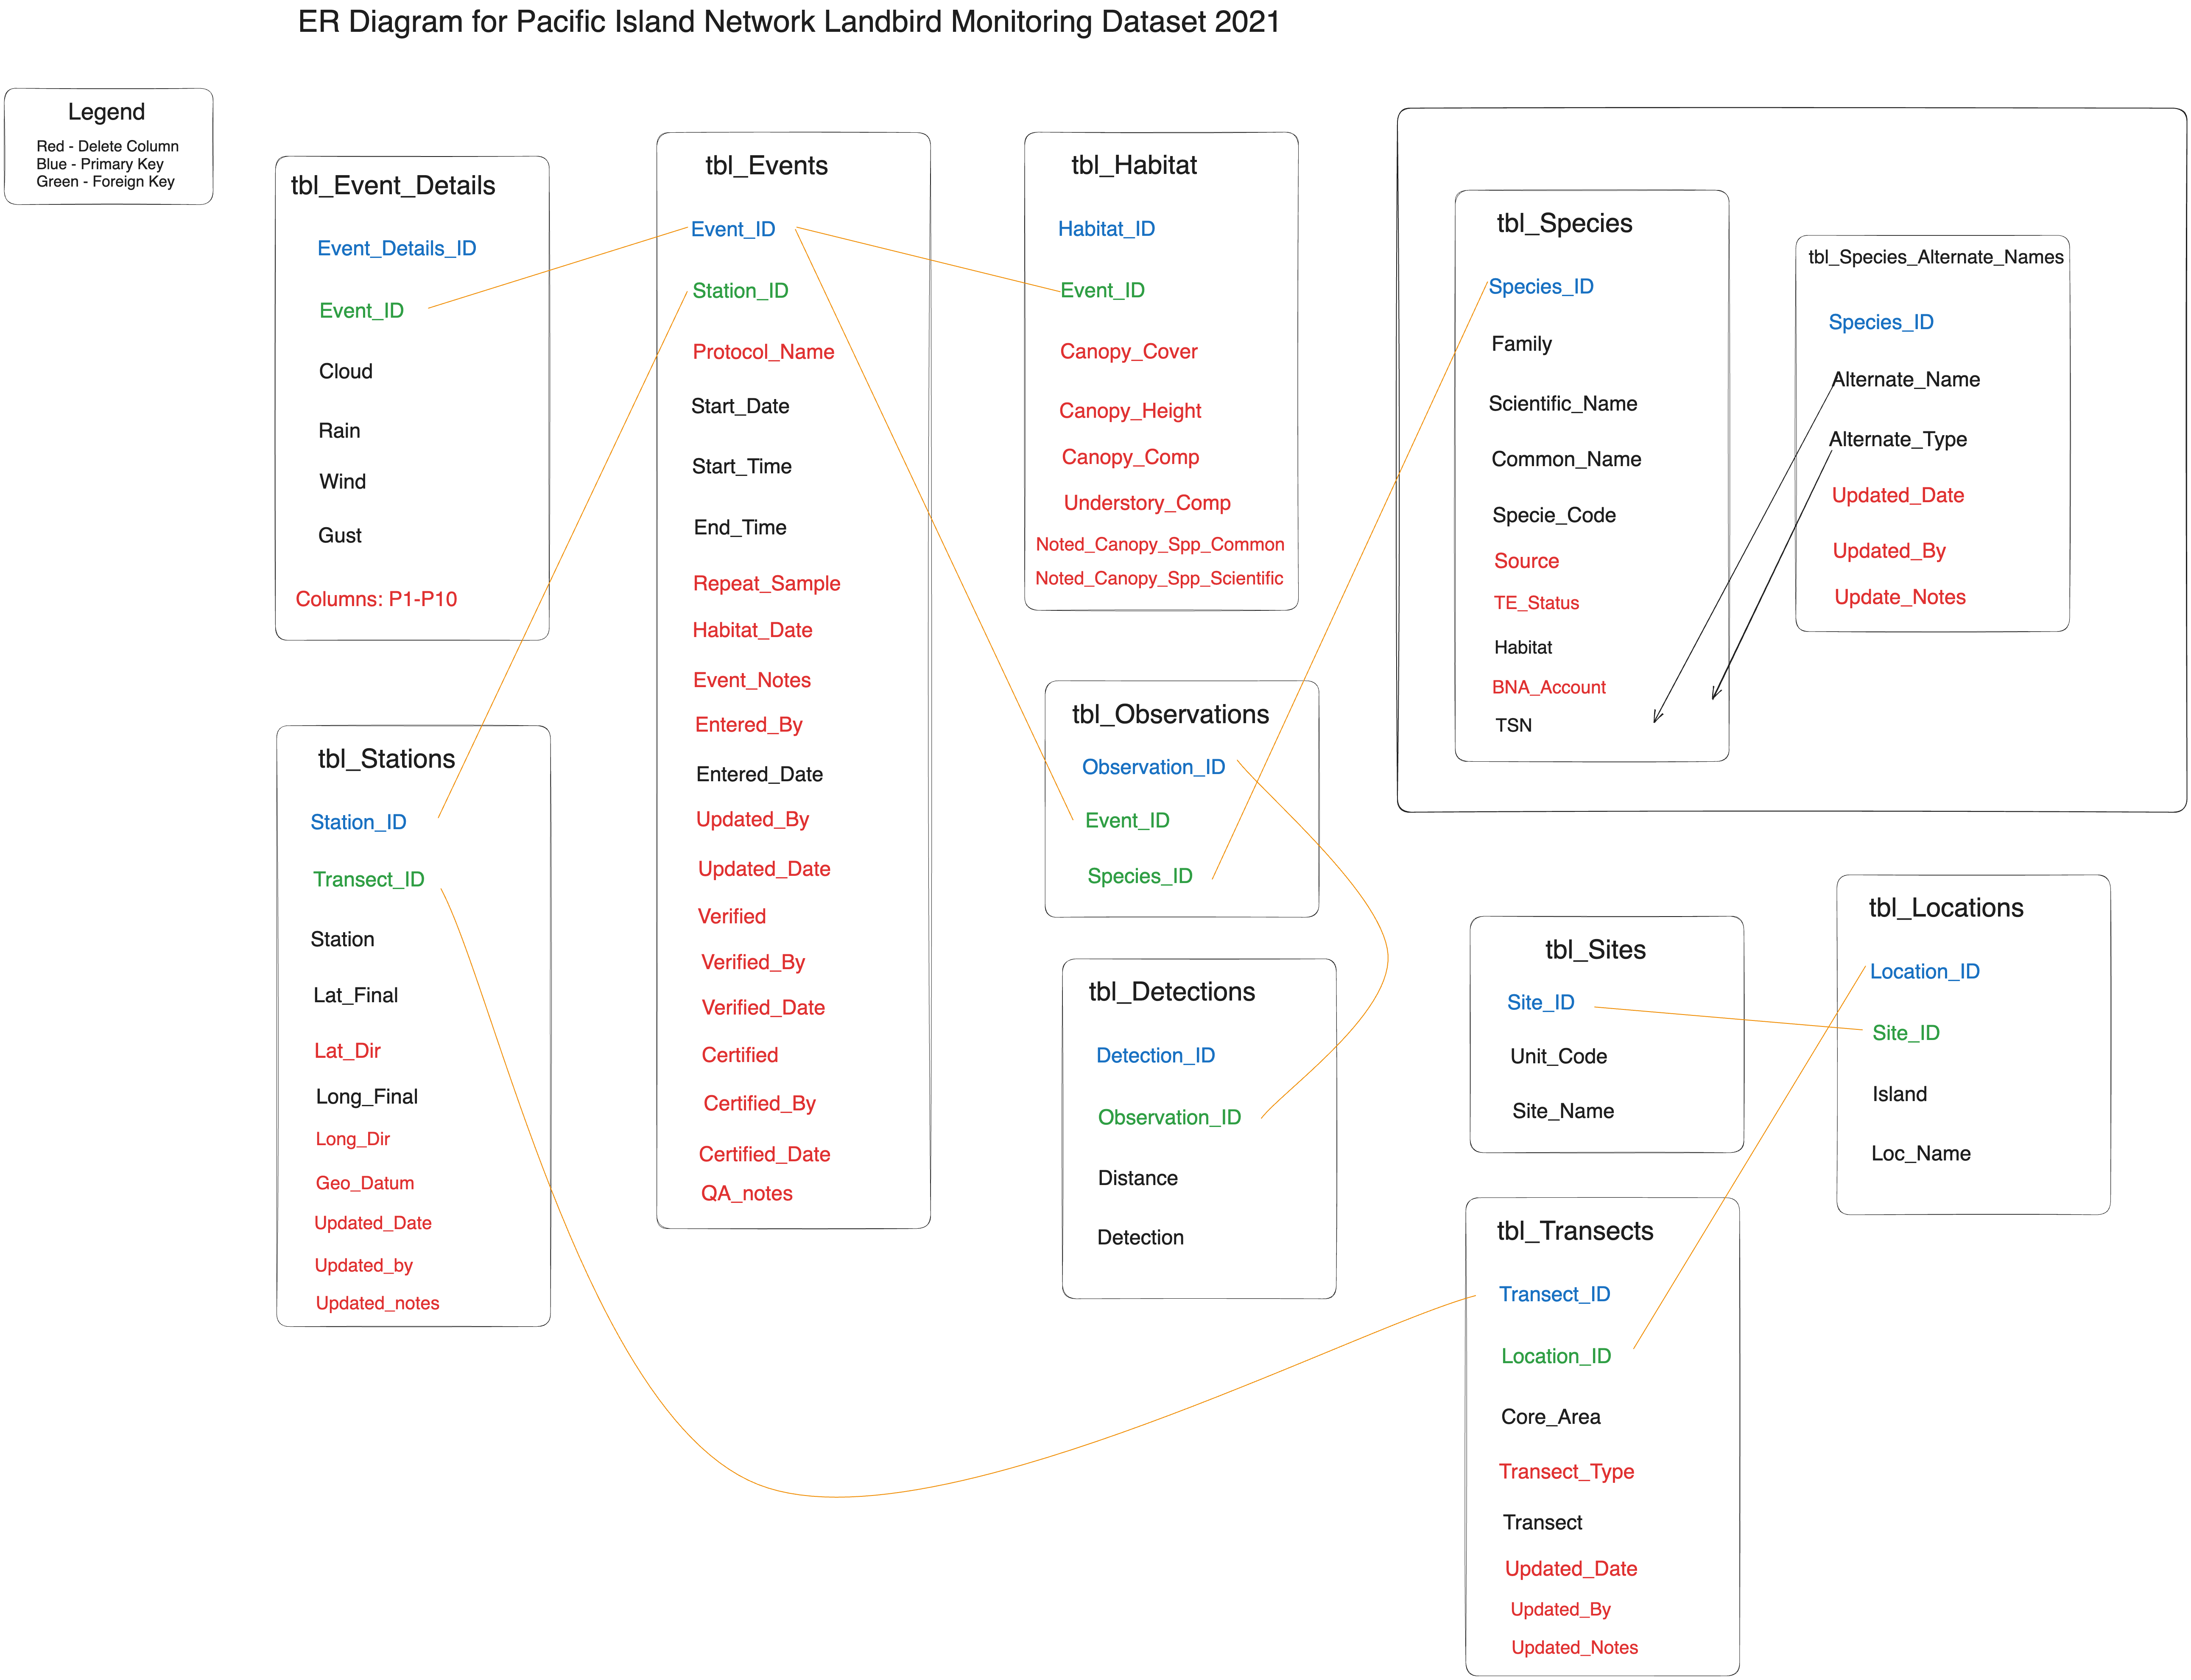 ER Diagram for Pacific Island Network Landbird Monitoring Dataset 2021
Legend
Red - Delete Column
Blue - Primary Key
Green - Foreign Key
tbl_Event_Details
Event_Details_ID
Event_ID
Cloud
Rain
Wind
Gust
Columns: P1-P10
tbl_Stations
Station_ID
Transect_ID
Station
Lat_Final
Lat_Dir
Long_Final
Long_Dir
Geo_Datum
Updated_Date
Updated_by
Updated_notes
tbl_Events
Event_ID
Station_ID
Protocol_Name
Start_Date
Start_Time
End_Time
Repeat_Sample
Habitat_Date
Event_Notes
Entered_By
Entered_Date
Updated_By
Updated_Date
Verified
Verified_By
Verified_Date
Certified
Certified_By
Certified_Date
QA_notes
tbl_Habitat
Habitat_ID
Event_ID
Canopy_Cover
Canopy_Height
Canopy_Comp
Understory_Comp
Noted_Canopy_Spp_Common
Noted_Canopy_Spp_Scientific
tbl_Observations
Observation_ID
Event_ID
Species_ID
tbl_Detections
Detection_ID
Observation_ID
Distance
Detection
tbl_Species
Species_ID
Family
Scientific_Name
Common_Name
Specie_Code
Source
TE_Status
Habitat
BNA_Account
TSN
tbl_Species_Alternate_Names
Species_ID
Alternate_Name
Alternate_Type
Updated_Date
Updated_By
Update_Notes
tbl_Sites
Site_ID
Unit_Code
Site_Name
tbl_Locations
Location_ID
Site_ID
Island
Loc_Name
tbl_Transects
Transect_ID
Location_ID
Core_Area
Transect_Type
Transect
Updated_Date
Updated_By
Updated_Notes